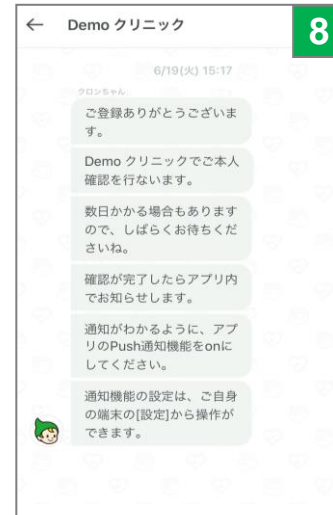 ← Demo クリニック
8
6/19(火) 15:17
クロンちゃん
ご登録ありがとうございま
す。
Demo クリニックでご本人
確認を行ないます。
数日かかる場合もあります
ので、しばらくお待ちくだ
さいね。
確認が完了したらアプリ内
でお知らせします。
通知がわかるように、アプ
リのPush通知機能をonに
してください。
通知機能の設定は、ご自身
の端末の[設定]から操作が
できます。